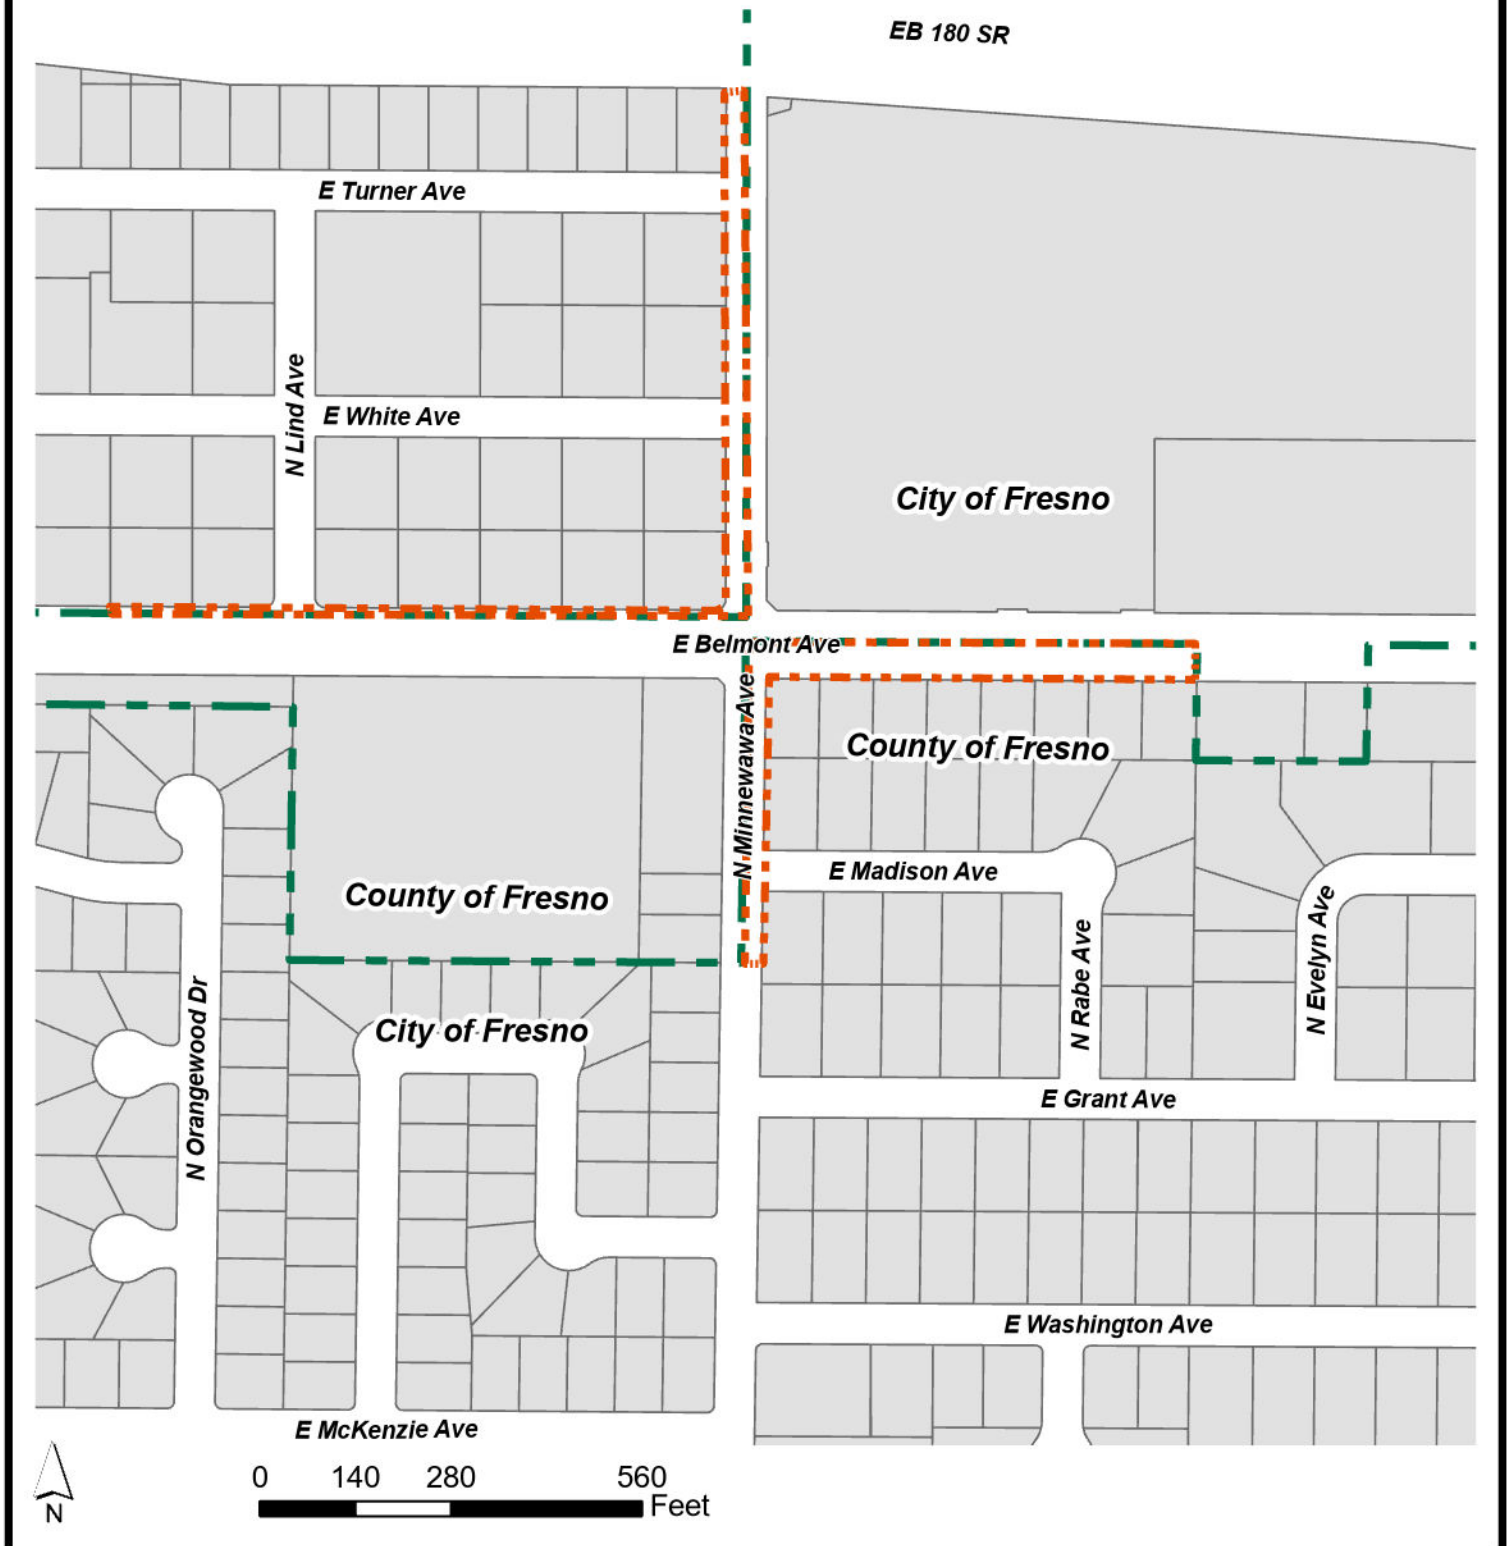 EB 180 SR
E Turner Ave
N Lind Ave
E White Ave
City of Fresno
E Belmont Ave
N Minnewawa Ave
County of Fresno
E Madison Ave
County of Fresno
N Rabe Ave
N Evelyn Ave
City of Fresno
N Orangewood Dr
E Grant Ave
E Washington Ave
E McKenzie Ave
N
0 140 280 560
Feet